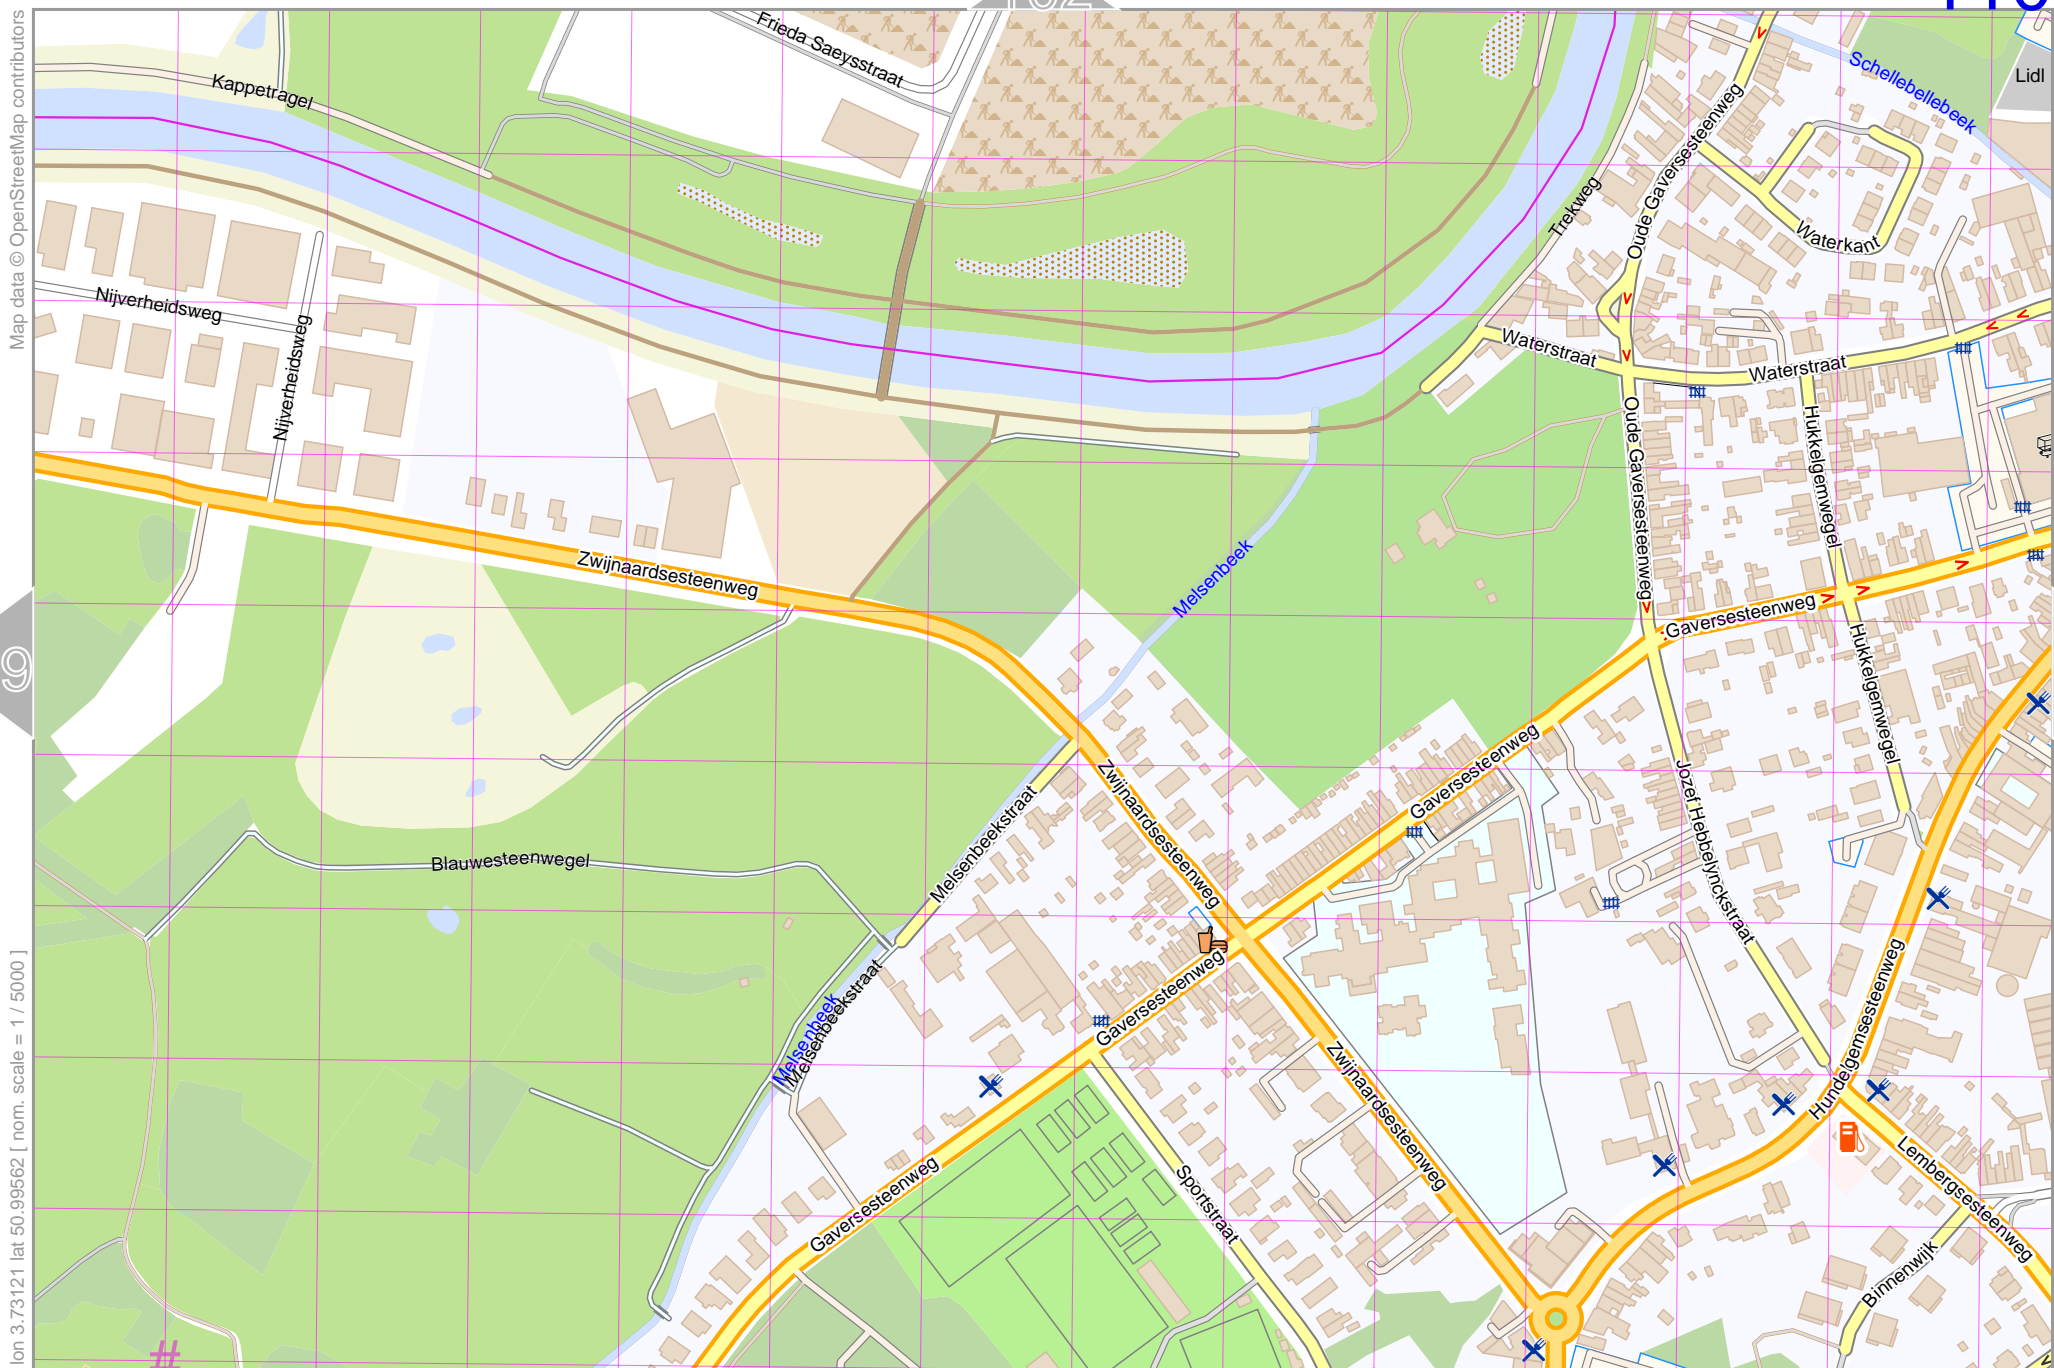 Map data © OpenStreetMap contributors
lon 3.73121 lat 50.99562 [ nom. scale = 1 / 5000 ]
9
Kappetragel
Frieda Saeysstraat
Schellebellebeek
Lidl
Oude Gaversesteenweg
Trekweg
Waterkant
Nijverheidsweg
Nijverheidsweg
Waterstraat
Waterstraat
Oude Gaversesteenweg
Hukkelgemwegel
Zwijnaardsesteenweg
Melsenbeek
Gaversesteenweg
Hukkelgemwegel
Gaversesteenweg
Jozef Hebbelynckstraat
Zwijnaardsesteenweg
Melsenbeekstraat
Blauwesteenwegel
Melsenbeekstraat
Melsenbeek
Gaversesteenweg
Zwijnaardsesteenweg
Hundelgemsesteenweg
Gaversesteenweg
Sportstraat
Lembergsesteenweg
Binnenwijk
#